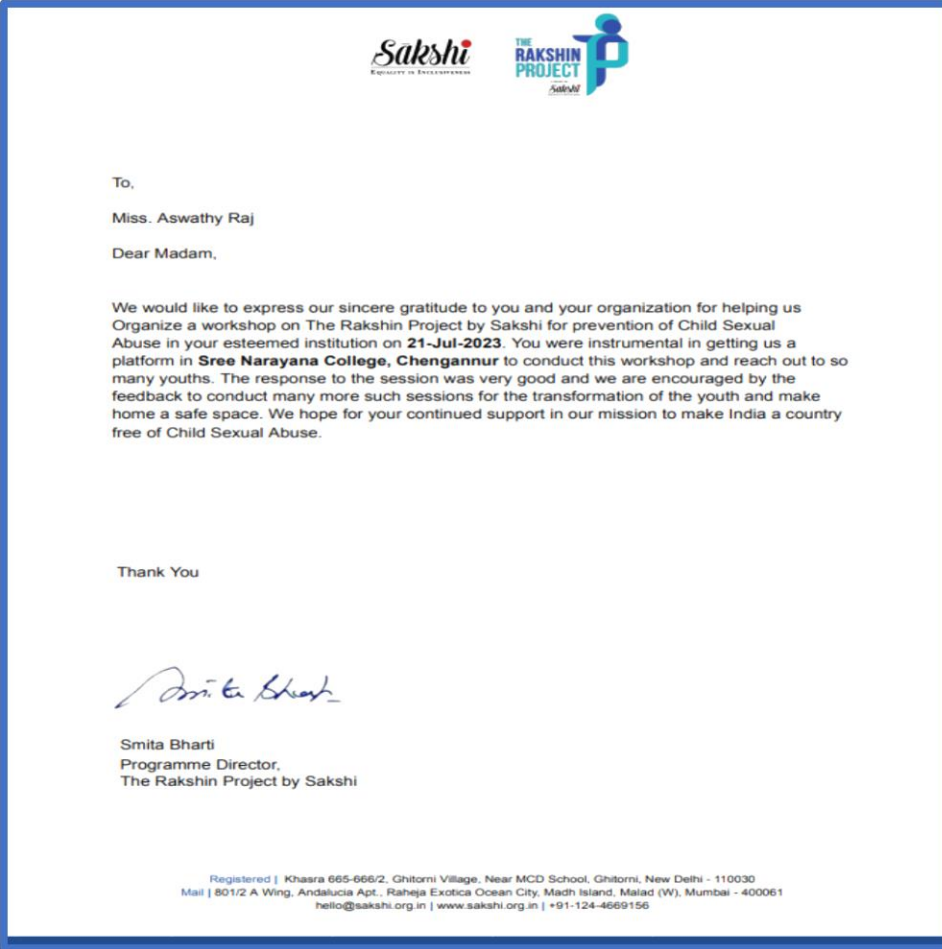 Sakshi
EQUALITY IS INCLUSIVENESS
THE
RAKSHIN
PROJECT
Sakshi
To,
Miss. Aswathy Raj
Dear Madam,
We would like to express our sincere gratitude to you and your organization for helping us
Organize a workshop on The Rakshin Project by Sakshi for prevention of Child Sexual
Abuse in your esteemed institution on 21-Jul-2023. You were instrumental in getting us a
platform in Sree Narayana College, Chengannur to conduct this workshop and reach out to so
many youths. The response to the session was very good and we are encouraged by the
feedback to conduct many more such sessions for the transformation of the youth and make
home a safe space. We hope for your continued support in our mission to make India a country
free of Child Sexual Abuse.
Thank You
Smita Bharti
Programme Director,
The Rakshin Project by Sakshi
Registered | Khasra 665-666/2, Ghitorni Village, Near MCD School, Ghitorni, New Delhi - 110030
Mail | 801/2 A Wing, Andalucia Apt., Raheja Exotica Ocean City, Madh Island, Malad (W), Mumbai - 400061
hello@sakshi.org.in | www.sakshi.org.in | +91-124-4669156